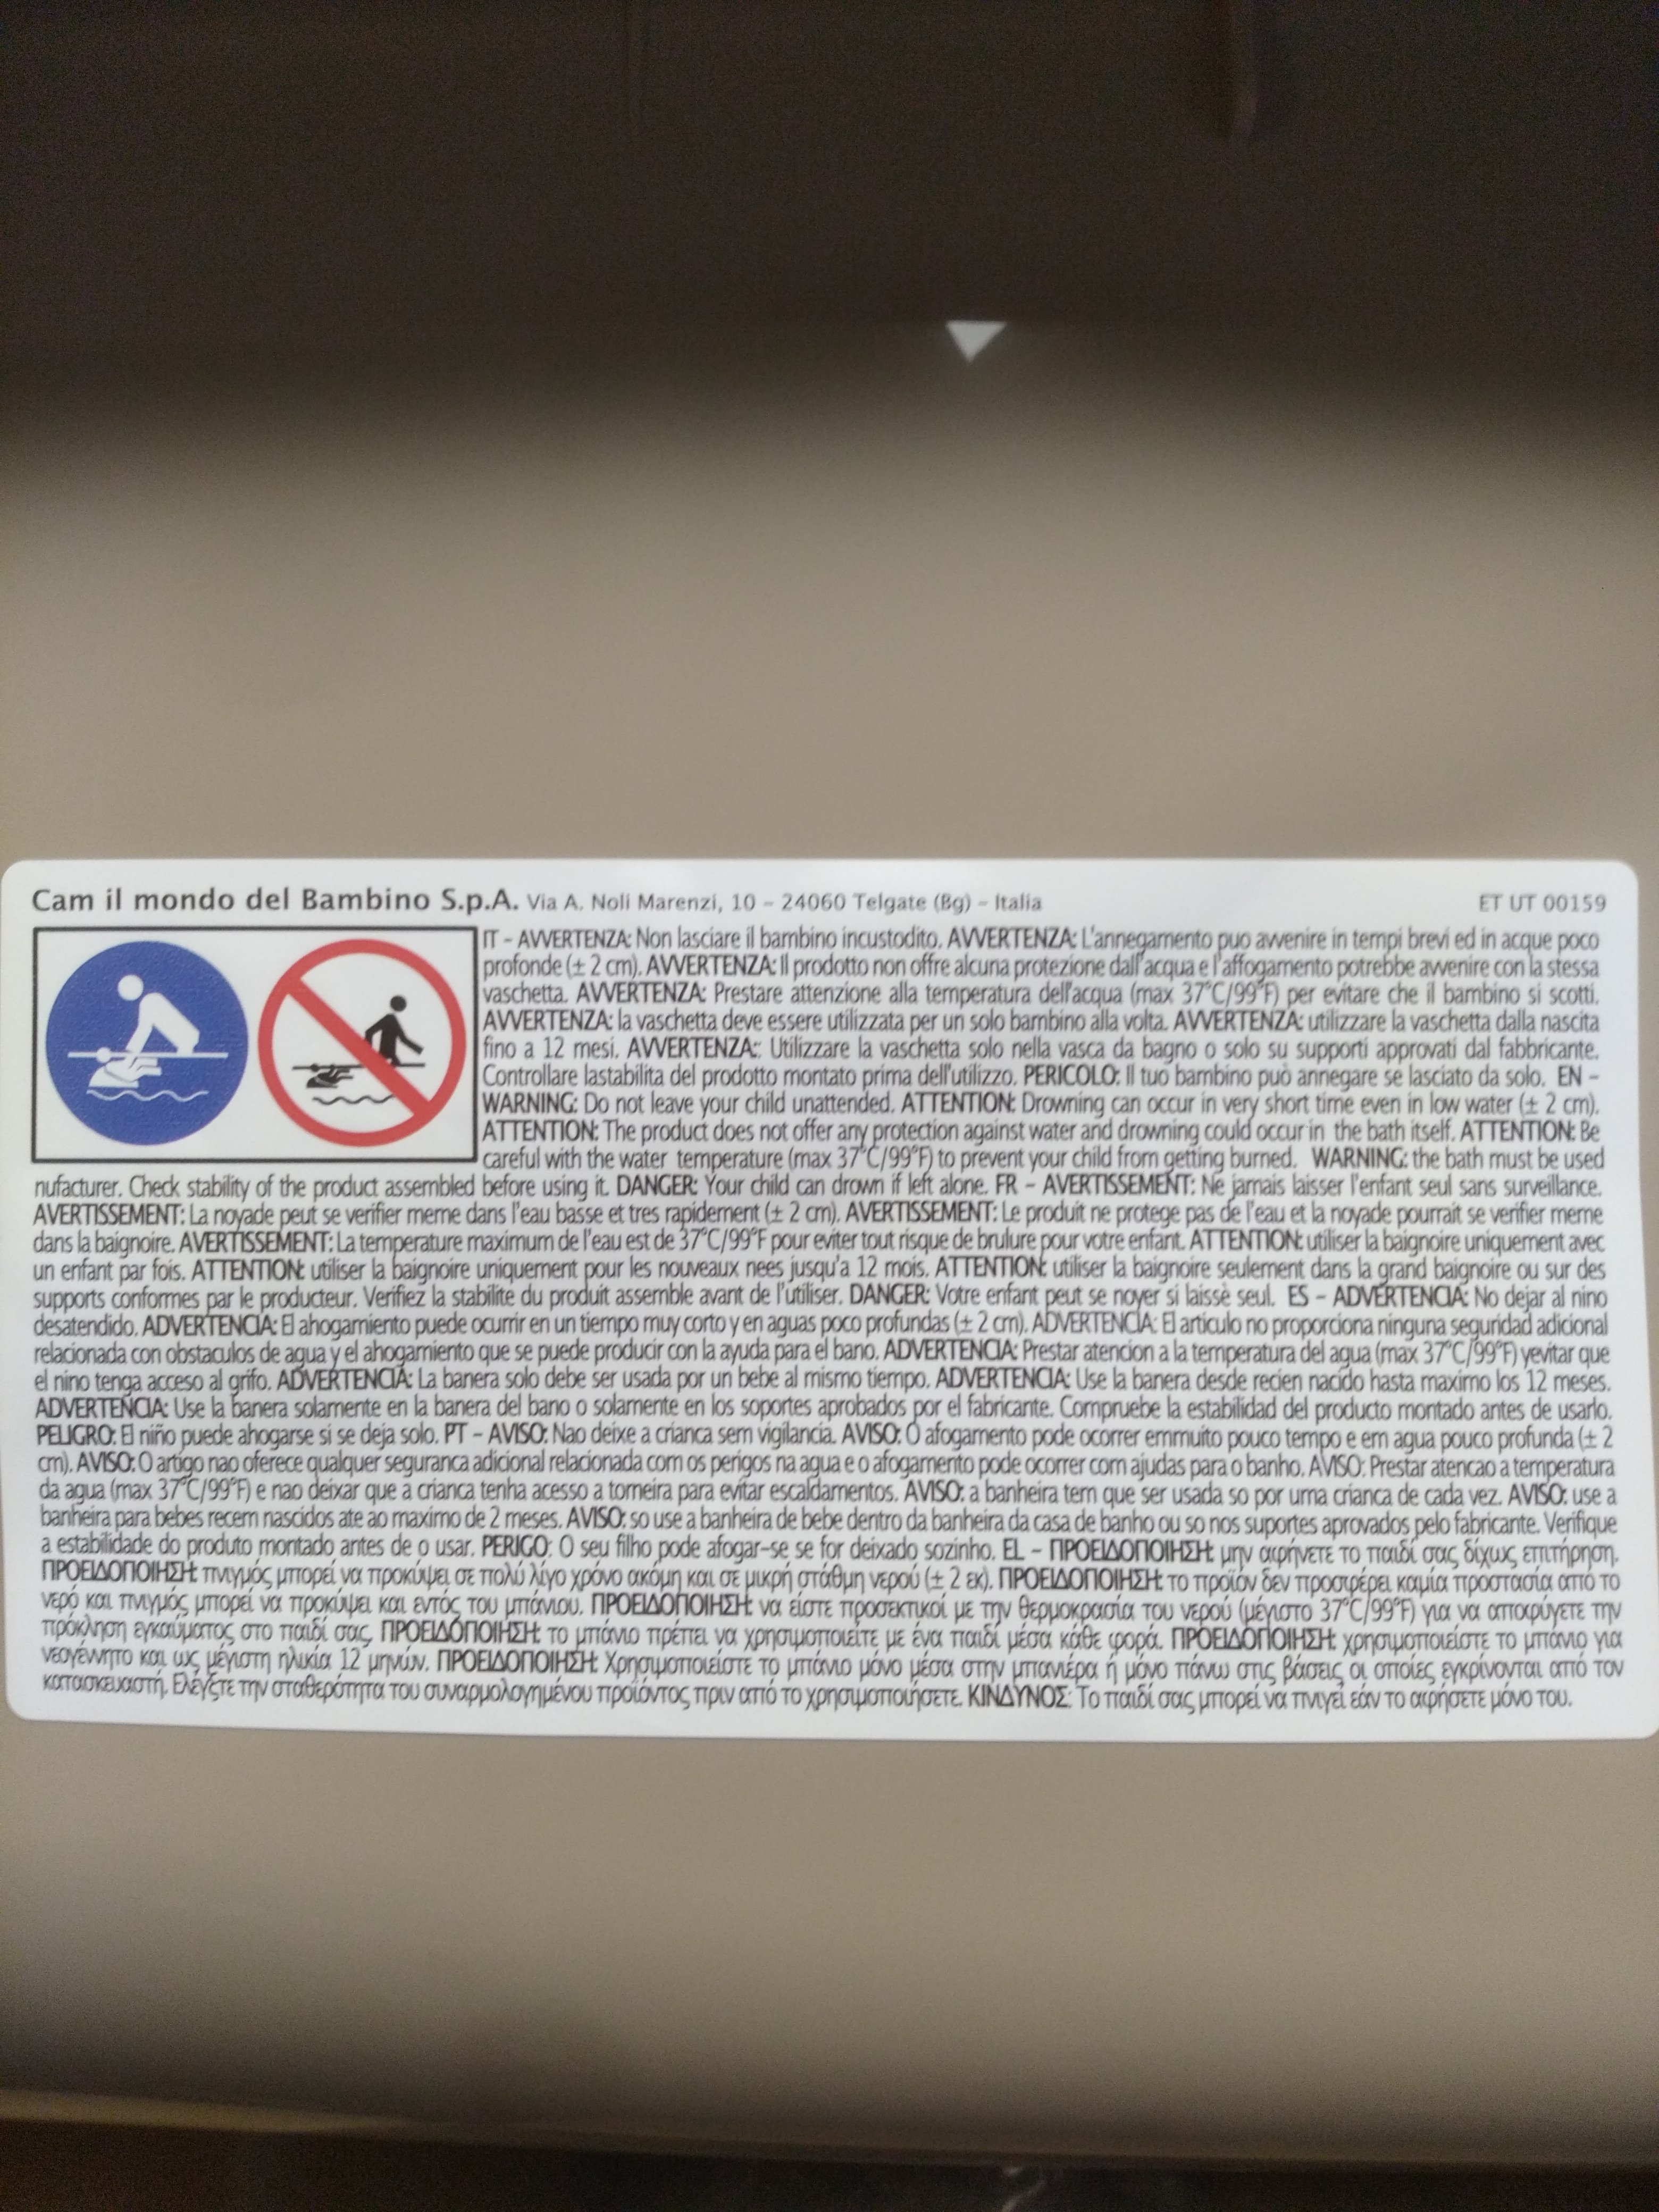 Cam il mondo del Bambino S.p.A. Via A. Noli Marenzi, 10 - 24060 Telgate (Bg) - Italia
ET UT 00159
IT - AVVERTENZA: Non lasciare il bambino incustodito. AVVERTENZA: L'annegamento puo avvenire in tempi brevi ed in acque poco
profonde (± 2 cm). AVVERTENZA: Il prodotto non offre alcuna protezione dall'acqua e l'affogamento potrebbe avvenire con la stessa
vaschetta. AVVERTENZA: Prestare attenzione alla temperatura dell'acqua (max 37°C/99°F) per evitare che il bambino si scotti.
AVVERTENZA: la vaschetta deve essere utilizzata per un solo bambino alla volta. AVVERTENZA: utilizzare la vaschetta dalla nascita
fino a 12 mesi. AVVERTENZA:: Utilizzare la vaschetta solo nella vasca da bagno o solo su supporti approvati dal fabbricante.
Controllare lastabilita del prodotto montato prima dell'utilizzo. PERICOLO: Il tuo bambino può annegare se lasciato da solo. EN -
WARNING: Do not leave your child unattended. ATTENTION: Drowning can occur in very short time even in low water (± 2 cm).
ATTENTION: The product does not offer any protection against water and drowning could occur in the bath itself. ATTENTION: Be
careful with the water temperature (max 37°C/99°F) to prevent your child from getting burned. WARNING: the bath must be used
nufacturer. Check stability of the product assembled before using it. DANGER: Your child can drown if left alone. FR - AVERTISSEMENT: Ne jamais laisser l'enfant seul sans surveillance.
AVERTISSEMENT: La noyade peut se verifier meme dans l'eau basse et tres rapidement (± 2 cm). AVERTISSEMENT: Le produit ne protege pas de l'eau et la noyade pourrait se verifier meme
dans la baignoire. AVERTISSEMENT: La temperature maximum de l'eau est de 37°C/99°F pour eviter tout risque de brulure pour votre enfant. ATTENTION: utiliser la baignoire uniquement avec
un enfant par fois. ATTENTION: utiliser la baignoire uniquement pour les nouveaux nees jusqu'a 12 mois. ATTENTION: utiliser la baignoire seulement dans la grand baignoire ou sur des
supports conformes par le producteur. Verifiez la stabilite du produit assemble avant de l'utiliser. DANGER: Votre enfant peut se noyer si laissè seul. ES - ADVERTENCIA: No dejar al nino
desatendido. ADVERTENCIA: El ahogamiento puede ocurrir en un tiempo muy corto y en aguas poco profundas (± 2 cm). ADVERTENCIA: El articulo no proporciona ninguna seguridad adicional
relacionada con obstaculos de agua y el ahogamiento que se puede producir con la ayuda para el bano. ADVERTENCIA: Prestar atencion a la temperatura del agua (max 37°C/99°F) yevitar que
el nino tenga acceso al grifo. ADVERTENCIA: La banera solo debe ser usada por un bebe al mismo tiempo. ADVERTENCIA: Use la banera desde recien nacido hasta maximo los 12 meses.
ADVERTENCIA: Use la banera solamente en la banera del bano o solamente en los soportes aprobados por el fabricante. Compruebe la estabilidad del producto montado antes de usarlo.
PELIGRO: El niño puede ahogarse si se deja solo. PT - AVISO: Nao deixe a crianca sem vigilancia. AVISO: O afogamento pode ocorrer emmuito pouco tempo e em agua pouco profunda (± 2
cm). AVISO: O artigo nao oferece qualquer seguranca adicional relacionada com os perigos na agua e o afogamento pode ocorrer com ajudas para o banho. AVISO: Prestar atencao a temperatura
da agua (max 37°C/99°F) e nao deixar que a crianca tenha acesso a torneira para evitar escaldamentos. AVISO: a banheira tem que ser usada so por uma crianca de cada vez. AVISO: use a
banheira para bebes recem nascidos ate ao maximo de 2 meses. AVISO: so use a banheira de bebe dentro da banheira da casa de banho ou so nos suportes aprovados pelo fabricante. Verifique
a estabilidade do produto montado antes de o usar. PERIGO: O seu filho pode afogar-se se for deixado sozinho. EL - ΠΡΟΕΙΔΟΠΟΙΗΣΗ: μην αφήνετε το παιδί σας δίχως επιτήρηση.
ΠΡΟΕΙΔΟΠΟΙΗΣΗ: πνιγμός μπορεί να προκύψει σε πολύ λίγο χρόνο ακόμη και σε μικρή στάθμη νερού (± 2 εκ). ΠΡΟΕΙΔΟΠΟΙΗΣΗ: το προϊόν δεν προσφέρει καμία προστασία από το
νερό και πνιγμός μπορεί να προκύψει και εντός του μπάνιου. ΠΡΟΕΙΔΟΠΟΙΗΣΗ: να είστε προσεκτικοί με την θερμοκρασία του νερού (μέγιστο 37°C/99°F) για να αποφύγετε την
πρόκληση εγκαύματος στο παιδί σας. ΠΡΟΕΙΔΟΠΟΙΗΣΗ: το μπάνιο πρέπει να χρησιμοποιείτε με ένα παιδί μέσα κάθε φορά. ΠΡΟΕΙΔΟΠΟΙΗΣΗ: χρησιμοποιείστε το μπάνιο για
νεογέννητο και ως μέγιστη ηλικία 12 μηνών. ΠΡΟΕΙΔΟΠΟΙΗΣΗ: Χρησιμοποιείστε το μπάνιο μόνο μέσα στην μπανιέρα ή μόνο πάνω στις βάσεις οι οποίες εγκρίνονται από τον
κατασκευαστή. Ελέγξτε την σταθερότητα του συναρμολογημένου προϊόντος πριν από το χρησιμοποιήσετε. ΚΙΝΔΥΝΟΣ: Το παιδί σας μπορεί να πνιγεί εάν το αφήσετε μόνο του.